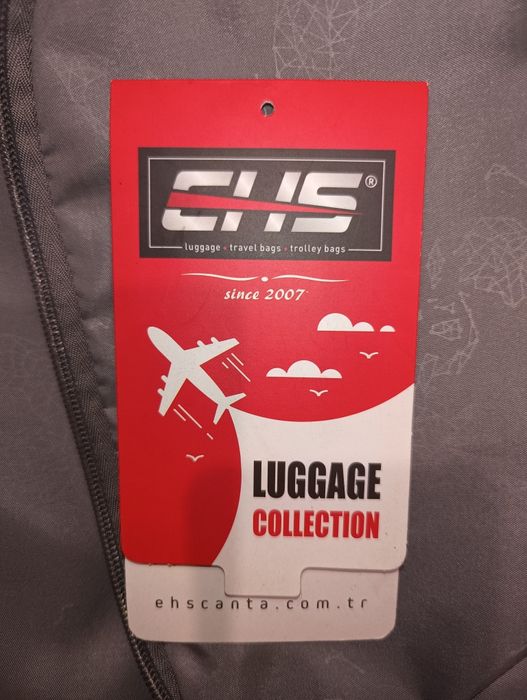 EHS®
luggage • travel bags • trolley bags
since 2007
LUGGAGE
COLLECTION
ehscanta.com.tr